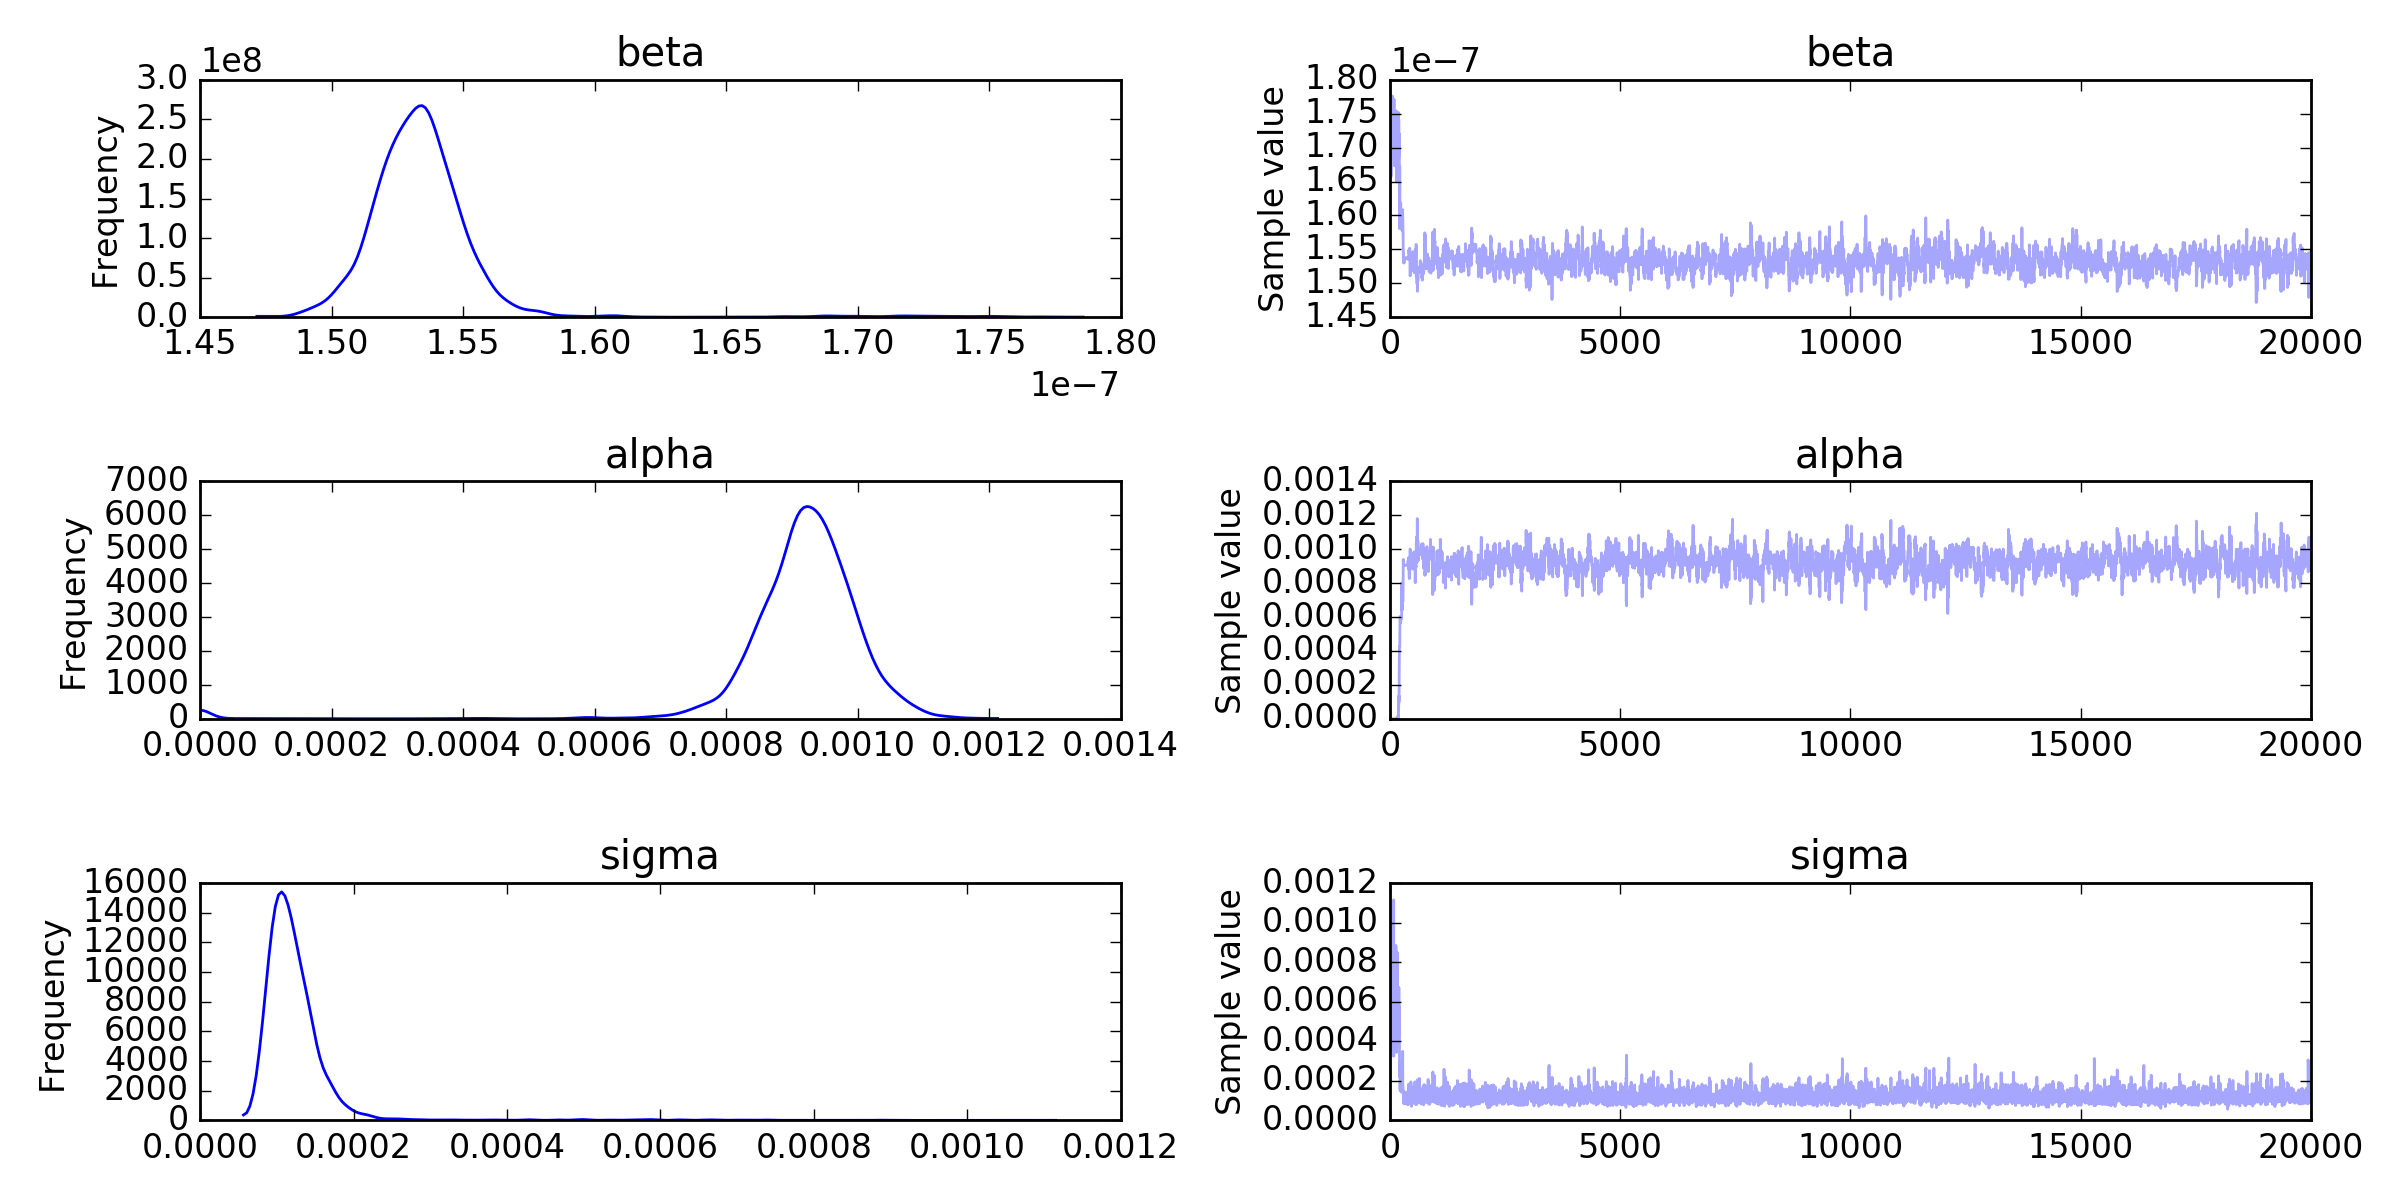 beta
1e8
3.0
2.5
2.0
1.5
1.0
0.5
0.0
Frequency
1.45 1.50 1.55 1.60 1.65 1.70 1.75 1.80
1e−7
beta
1e−7
1.80
1.75
1.70
1.65
1.60
1.55
1.50
1.45
Sample value
0 5000 10000 15000 20000
alpha
7000
6000
5000
4000
3000
2000
1000
0
Frequency
0.0000 0.0002 0.0004 0.0006 0.0008 0.0010 0.0012 0.0014
alpha
0.0014
0.0012
0.0010
0.0008
0.0006
0.0004
0.0002
0.0000
Sample value
0 5000 10000 15000 20000
sigma
16000
14000
12000
10000
8000
6000
4000
2000
0
Frequency
0.0000 0.0002 0.0004 0.0006 0.0008 0.0010 0.0012
sigma
0.0012
0.0010
0.0008
0.0006
0.0004
0.0002
0.0000
Sample value
0 5000 10000 15000 20000